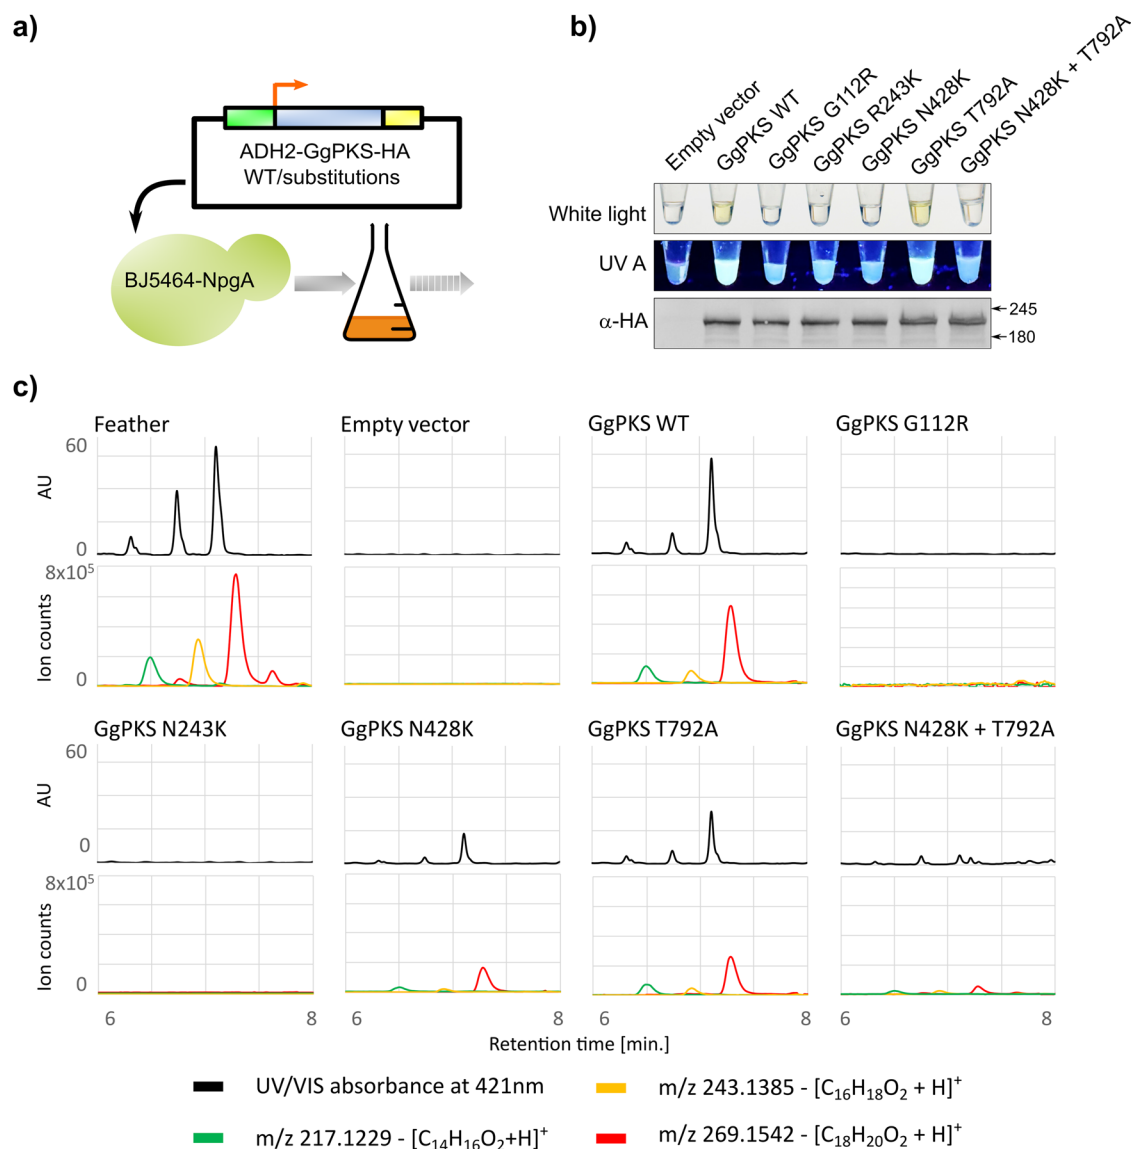 a)
ADH2-GgPKS-HA
WT/substitutions
BJ5464-NpgA
b)
Empty vector
GgPKS WT
GgPKS G112R
GgPKS R243K
GgPKS N428K
GgPKS T792A
GgPKS N428K + T792A
White light
UV A
α-HA
245
180
c)
Feather
Empty vector
GgPKS WT
GgPKS G112R
60
AU
0
8x10⁵
Ion counts
0
GgPKS N243K
GgPKS N428K
GgPKS T792A
GgPKS N428K + T792A
60
AU
0
8x10⁵
Ion counts
0
6 8 6 8
Retention time [min.]
UV/VIS absorbance at 421nm
m/z 243.1385 - [C₁₆H₁₈O₂ + H]⁺
m/z 217.1229 - [C₁₄H₁₆O₂+H]⁺
m/z 269.1542 - [C₁₈H₂₀O₂ + H]⁺